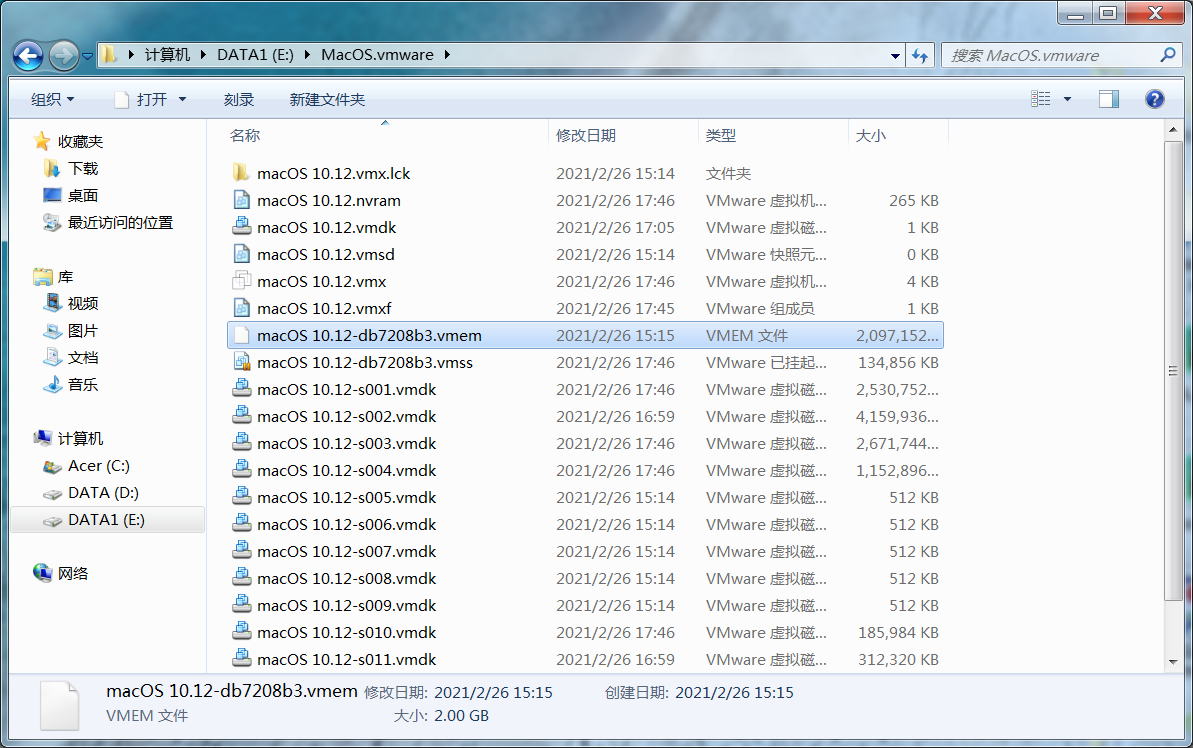 计算机 DATA1 (E:) MacOS.vmware 搜索 MacOS.vmware
组织 打开 刻录 新建文件夹
收藏夹
下载
桌面
最近访问的位置
库
视频
图片
文档
音乐
计算机
Acer (C:)
DATA (D:)
DATA1 (E:)
网络
名称 修改日期 类型 大小
macOS 10.12.vmx.lck 2021/2/26 15:14 文件夹
macOS 10.12.nvram 2021/2/26 17:46 VMware 虚拟机... 265 KB
macOS 10.12.vmdk 2021/2/26 17:05 VMware 虚拟磁... 1 KB
macOS 10.12.vmsd 2021/2/26 15:14 VMware 快照元... 0 KB
macOS 10.12.vmx 2021/2/26 17:46 VMware 虚拟机... 4 KB
macOS 10.12.vmxf 2021/2/26 17:45 VMware 组成员 1 KB
macOS 10.12-db7208b3.vmem 2021/2/26 15:15 VMEM 文件 2,097,152...
macOS 10.12-db7208b3.vmss 2021/2/26 17:46 VMware 已挂起... 134,856 KB
macOS 10.12-s001.vmdk 2021/2/26 17:46 VMware 虚拟磁... 2,530,752...
macOS 10.12-s002.vmdk 2021/2/26 16:59 VMware 虚拟磁... 4,159,936...
macOS 10.12-s003.vmdk 2021/2/26 17:46 VMware 虚拟磁... 2,671,744...
macOS 10.12-s004.vmdk 2021/2/26 17:46 VMware 虚拟磁... 1,152,896...
macOS 10.12-s005.vmdk 2021/2/26 15:14 VMware 虚拟磁... 512 KB
macOS 10.12-s006.vmdk 2021/2/26 15:14 VMware 虚拟磁... 512 KB
macOS 10.12-s007.vmdk 2021/2/26 15:14 VMware 虚拟磁... 512 KB
macOS 10.12-s008.vmdk 2021/2/26 15:14 VMware 虚拟磁... 512 KB
macOS 10.12-s009.vmdk 2021/2/26 15:14 VMware 虚拟磁... 512 KB
macOS 10.12-s010.vmdk 2021/2/26 17:46 VMware 虚拟磁... 185,984 KB
macOS 10.12-s011.vmdk 2021/2/26 16:59 VMware 虚拟磁... 312,320 KB
macOS 10.12-db7208b3.vmem 修改日期: 2021/2/26 15:15 创建日期: 2021/2/26 15:15
VMEM 文件 大小: 2.00 GB